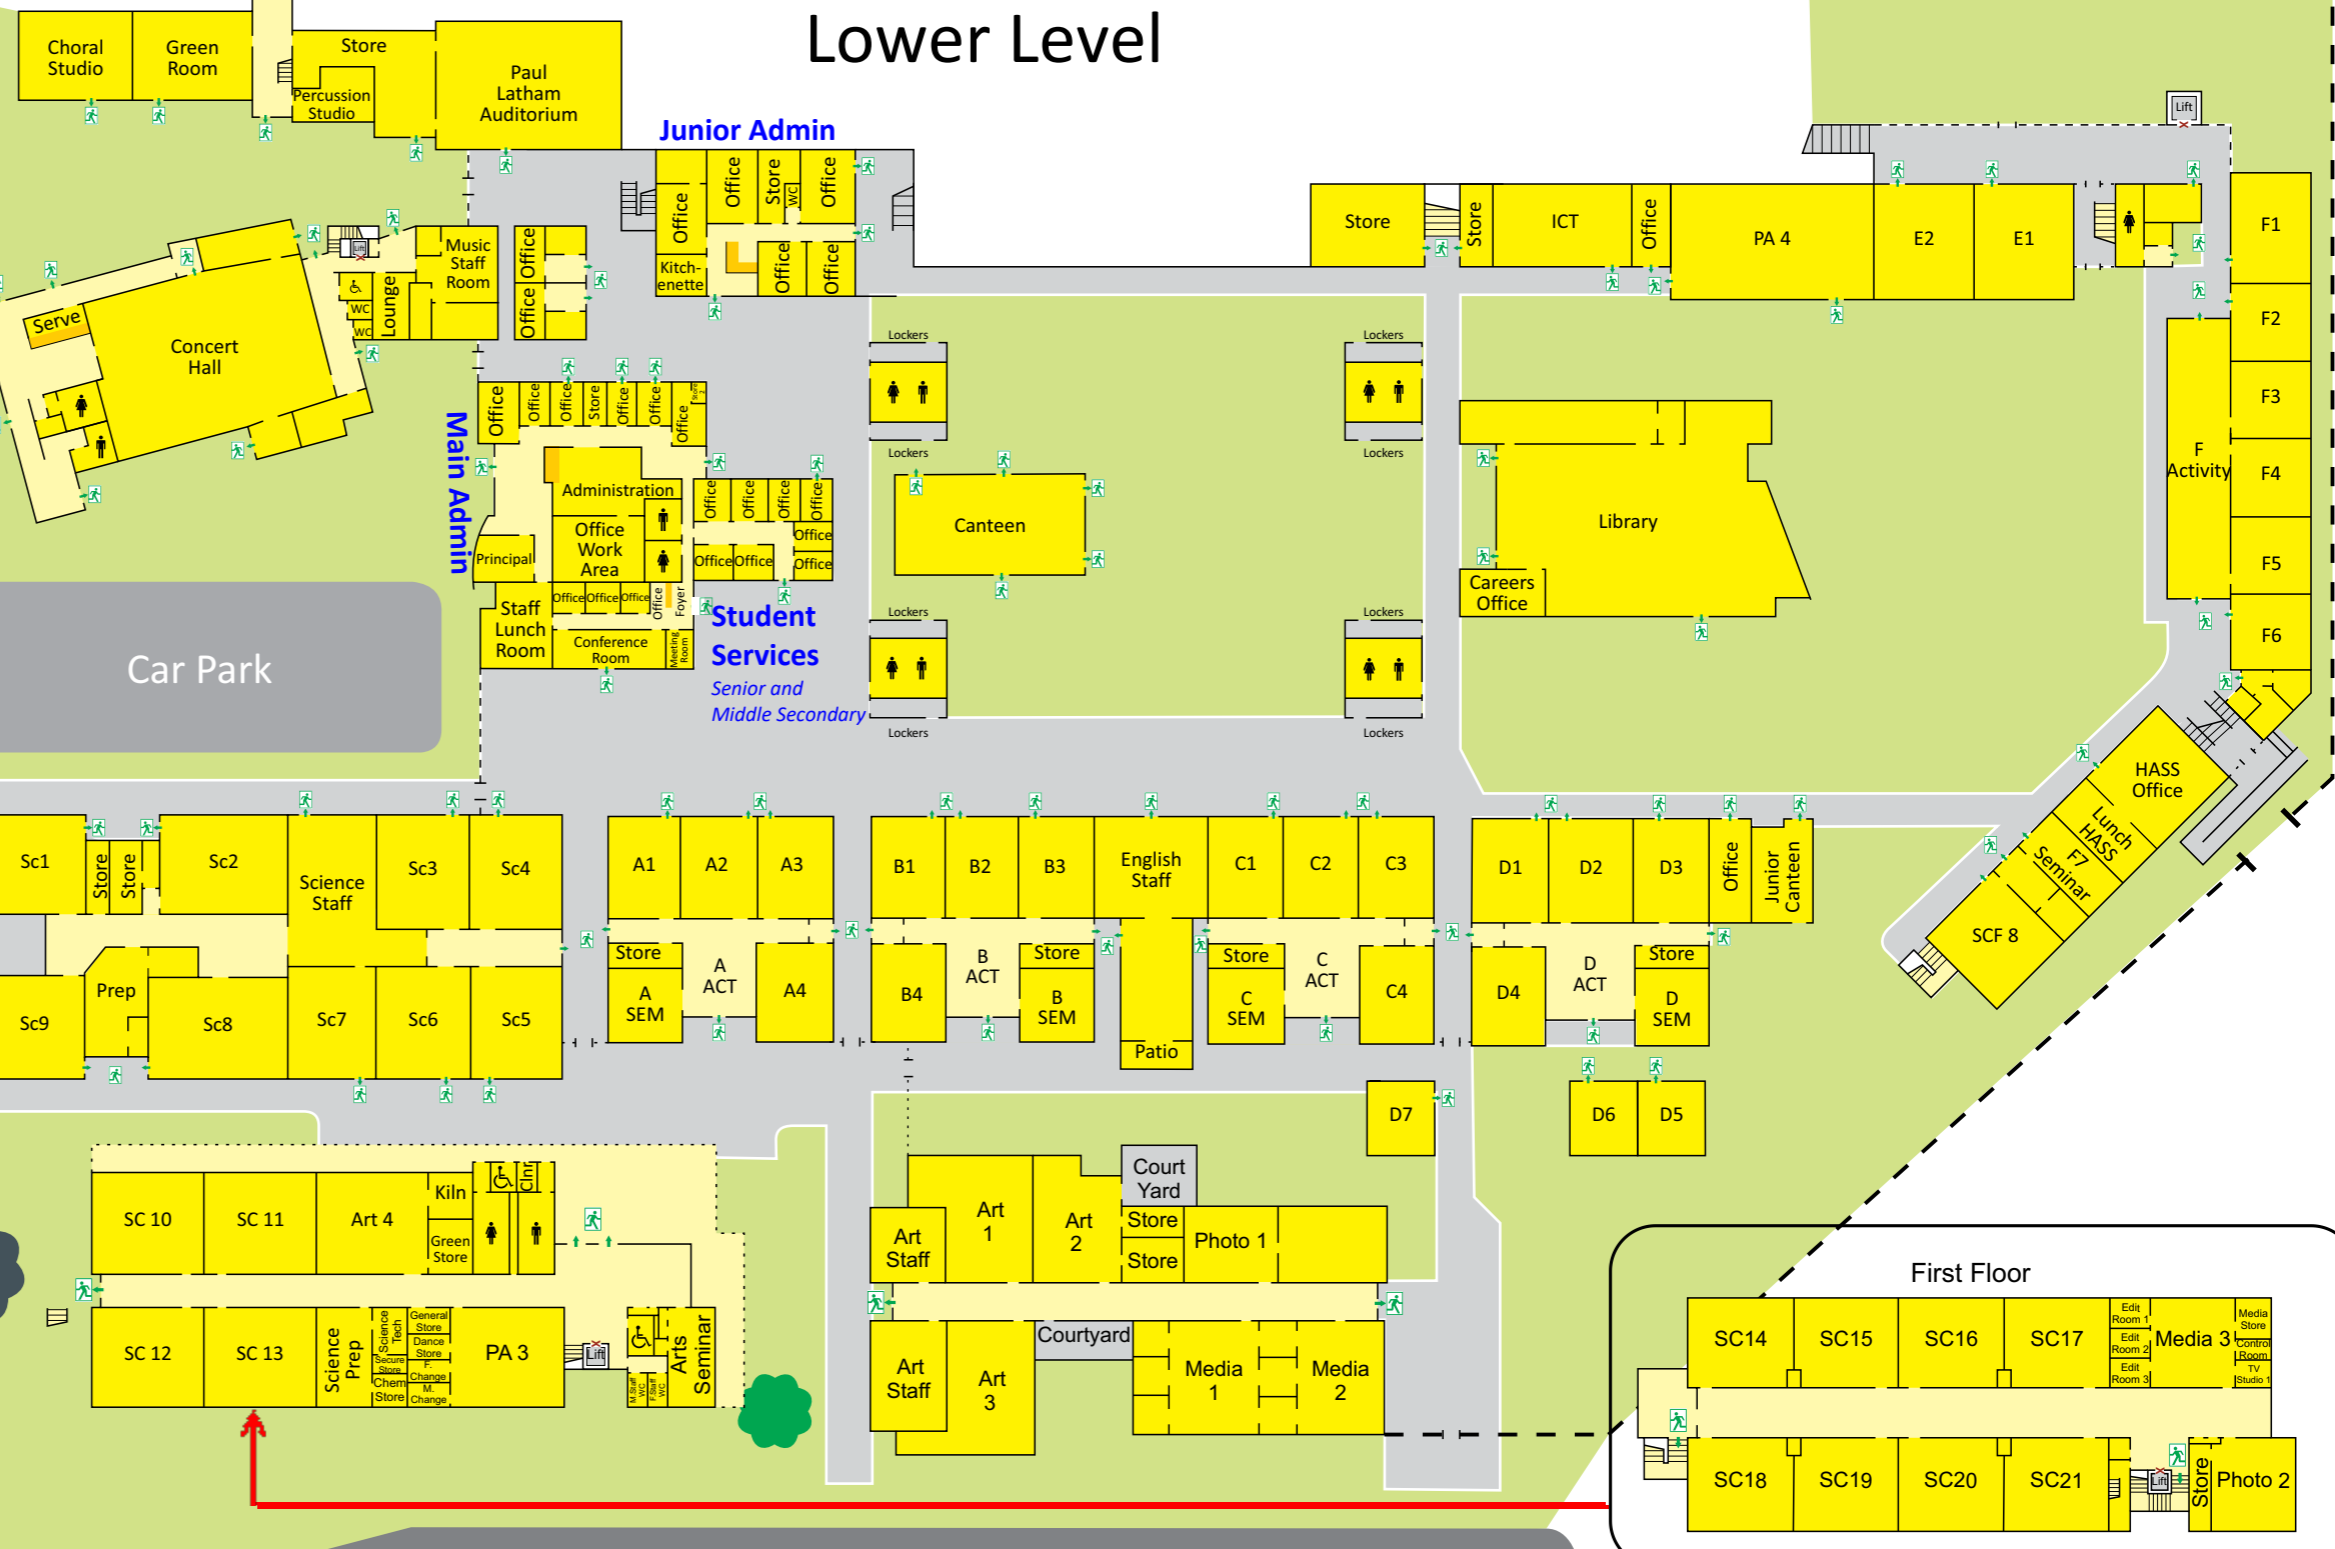 Lower Level
Choral
Studio
Green
Room
Store
Percussion
Studio
Paul
Latham
Auditorium
Junior Admin
Office
Office
Store
WC
Office
Kitch-
enette
Office
Office
Lift
Music
Staff
Room
Lounge
WC
WC
Office
Office
Serve
Concert
Hall
Store
Store
ICT
Office
PA 4
E2
E1
Lift
F1
F2
F3
F4
F5
F6
F
Activity
Lockers
Lockers
Lockers
Lockers
Canteen
Lockers
Lockers
Lockers
Lockers
Library
Careers
Office
Main Admin
Office
Office
Office
Store
Office
Office
Office
Store
2
Administration
Office
Work
Area
Principal
Office
Office
Office
Office
Office
Office
Office
Office
Office
Office
Office
Office
Foyer
Staff
Lunch
Room
Conference
Room
Meeting
Room
Student
Services
Senior and
Middle Secondary
Car Park
HASS
Office
Lunch
HASS
F7
Seminar
SCF 8
Sc1
Store
Store
Sc2
Science
Staff
Sc3
Sc4
Prep
Sc9
Sc8
Sc7
Sc6
Sc5
A1
A2
A3
Store
A
SEM
A
ACT
A4
B1
B2
B3
B4
B
ACT
Store
B
SEM
English
Staff
Patio
C1
C2
C3
Store
C
SEM
C
ACT
C4
D1
D2
D3
Office
Junior
Canteen
D4
D
ACT
Store
D
SEM
D7
D6
D5
SC 10
SC 11
Art 4
Kiln
Green
Store
Clnr
SC 12
SC 13
Science
Prep
Science
Tech
Secure
Store
Chem
Store
General
Store
Dance
Store
F.
Change
M.
Change
PA 3
Lift
M.Staff
WC
F.Staff
WC
Arts
Seminar
Court
Yard
Art
Staff
Art
1
Art
2
Store
Store
Photo 1
Art
Staff
Art
3
Courtyard
Media
1
Media
2
First Floor
SC14
SC15
SC16
SC17
Edit
Room 1
Edit
Room 2
Edit
Room 3
Media 3
Media
Store
Control
Room
TV
Studio 1
SC18
SC19
SC20
SC21
Lift
Store
Photo 2